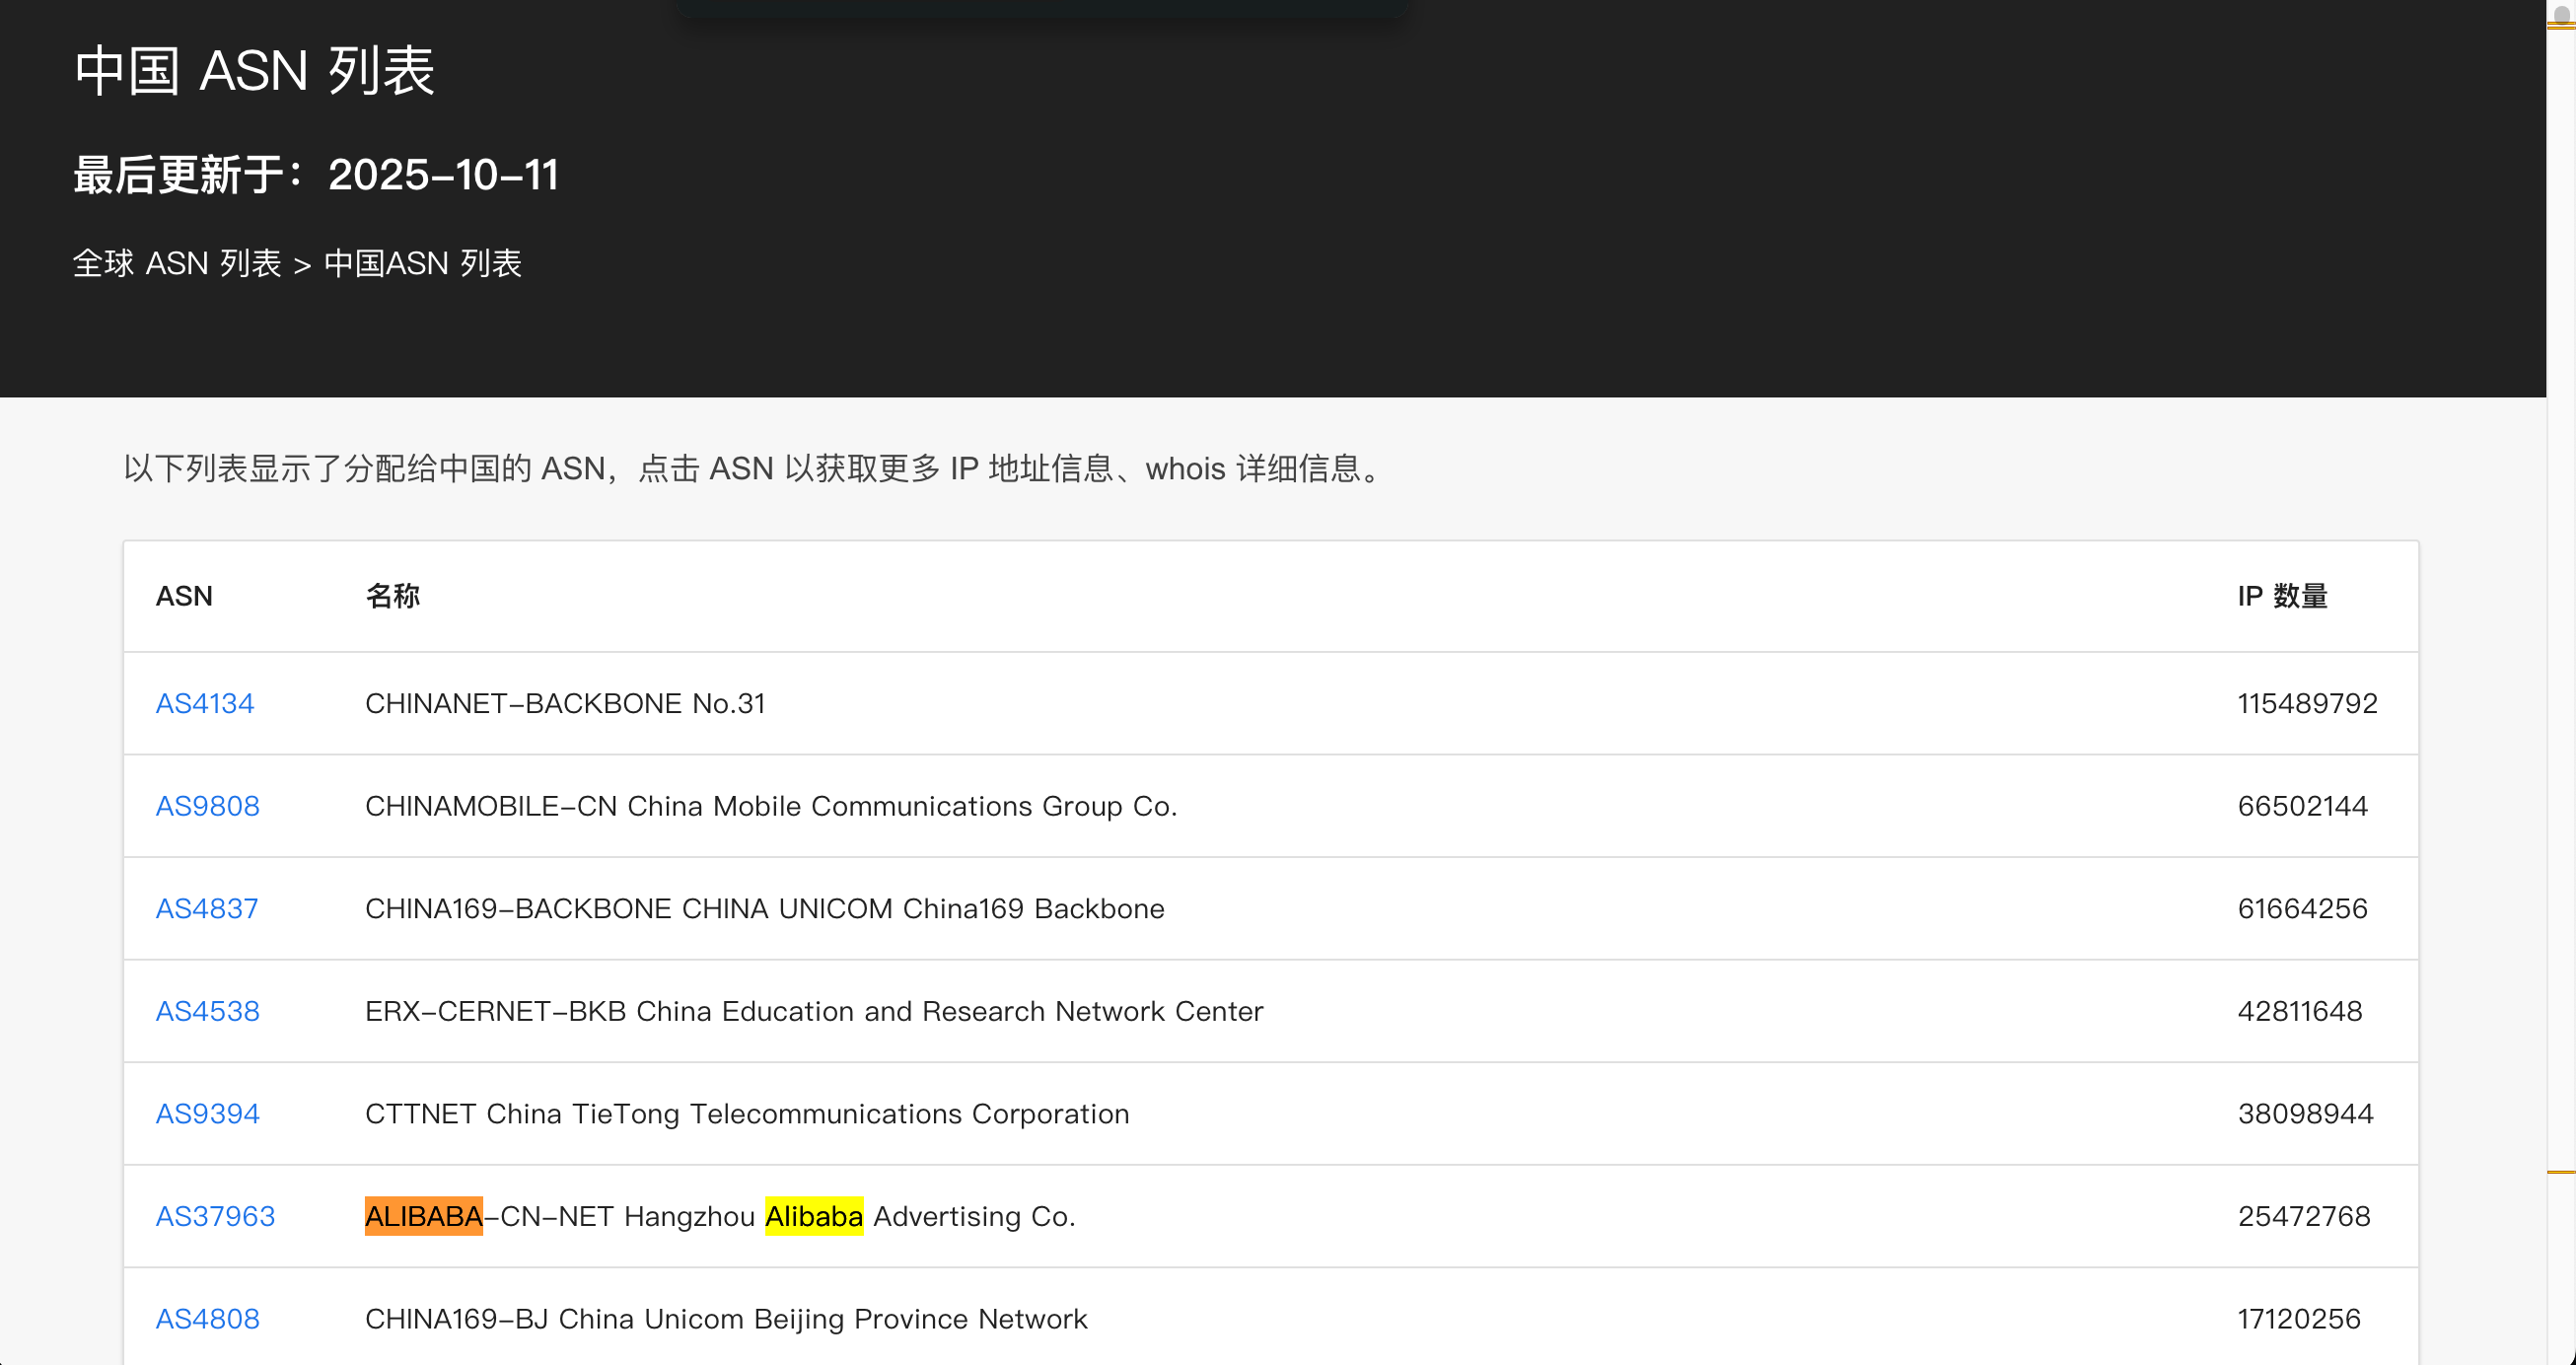 中国 ASN 列表
最后更新于：2025-10-11
全球 ASN 列表 > 中国ASN 列表
以下列表显示了分配给中国的 ASN，点击 ASN 以获取更多 IP 地址信息、whois 详细信息。
ASN 名称 IP 数量
AS4134 CHINANET-BACKBONE No.31 115489792
AS9808 CHINAMOBILE-CN China Mobile Communications Group Co. 66502144
AS4837 CHINA169-BACKBONE CHINA UNICOM China169 Backbone 61664256
AS4538 ERX-CERNET-BKB China Education and Research Network Center 42811648
AS9394 CTTNET China TieTong Telecommunications Corporation 38098944
AS37963 ALIBABA-CN-NET Hangzhou Alibaba Advertising Co. 25472768
AS4808 CHINA169-BJ China Unicom Beijing Province Network 17120256